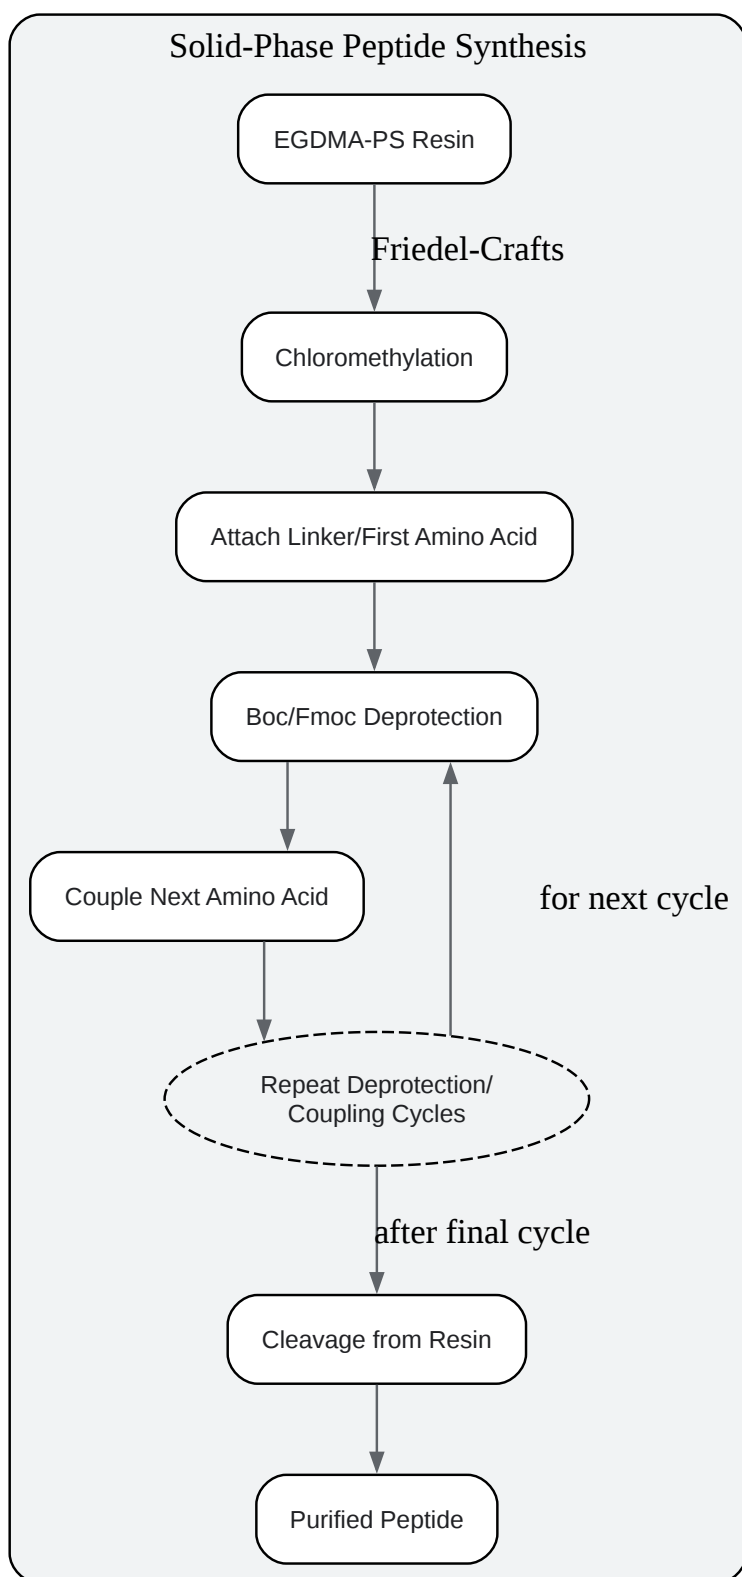 Solid-Phase Peptide Synthesis
EGDMA-PS Resin
Friedel-Crafts
Chloromethylation
Attach Linker/First Amino Acid
Boc/Fmoc Deprotection
Couple Next Amino Acid
for next cycle
Repeat Deprotection/
Coupling Cycles
after final cycle
Cleavage from Resin
Purified Peptide